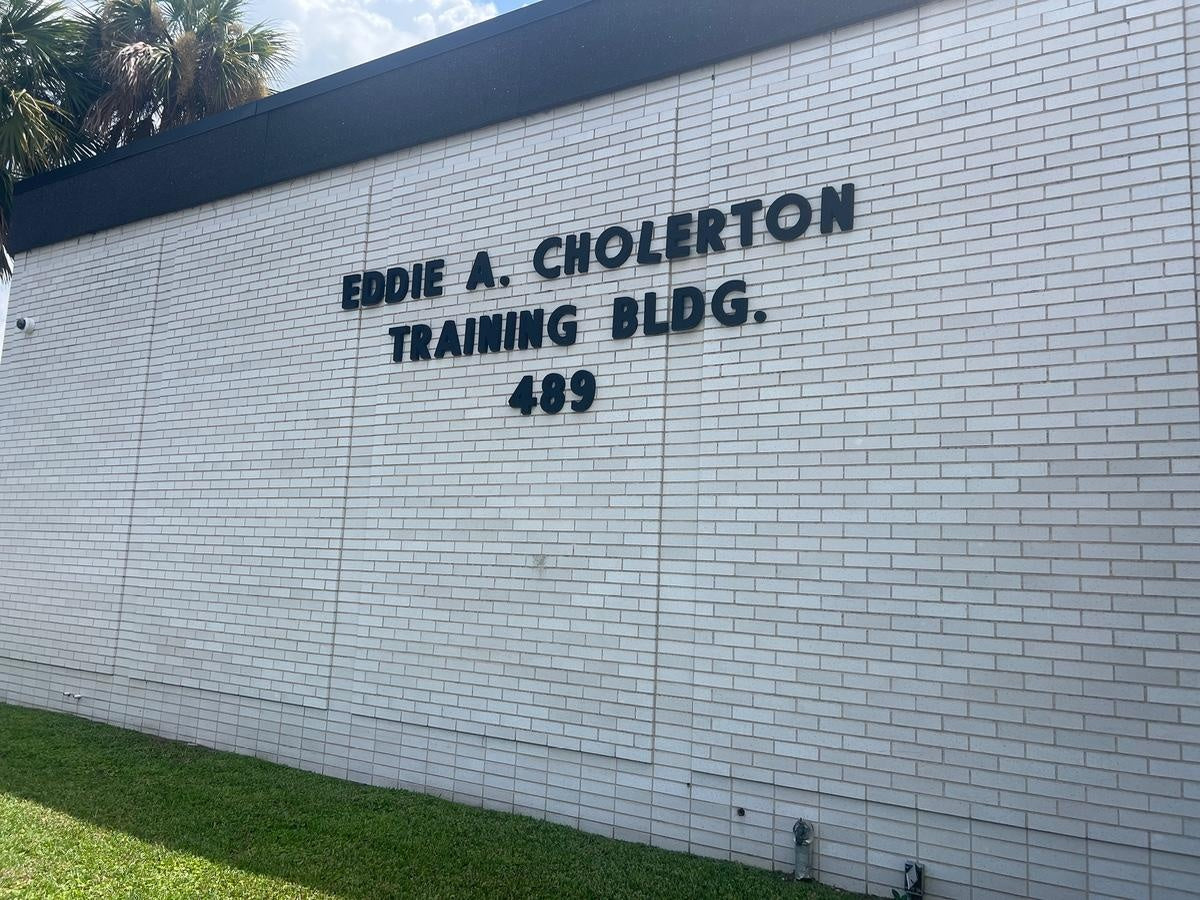 EDDIE A. CHOLERTON
TRAINING BLDG.
489